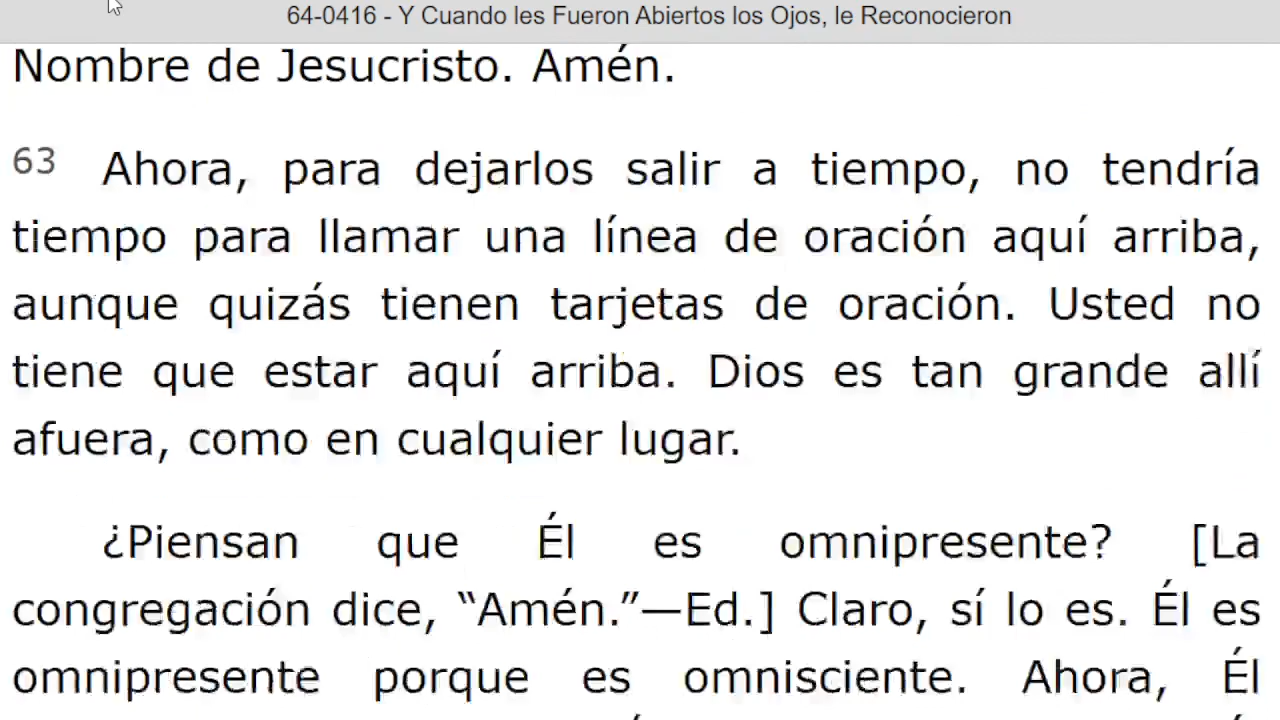 64-0416 - Y Cuando les Fueron Abiertos los Ojos, le Reconocieron
Nombre de Jesucristo. Amén.
63 Ahora, para dejarlos salir a tiempo, no tendría
tiempo para llamar una línea de oración aquí arriba,
aunque quizás tienen tarjetas de oración. Usted no
tiene que estar aquí arriba. Dios es tan grande allí
afuera, como en cualquier lugar.
¿Piensan que Él es omnipresente? [La
congregación dice, “Amén.”—Ed.] Claro, sí lo es. Él es
omnipresente porque es omnisciente. Ahora, Él